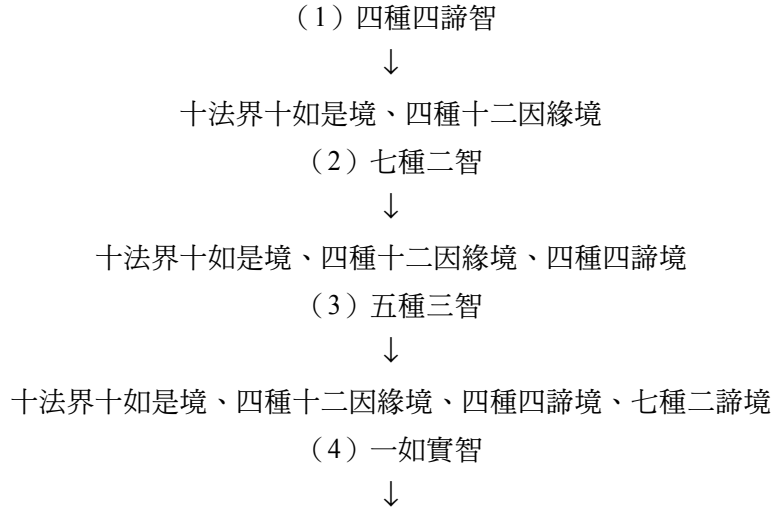 （1）四種四諦智
↓
十法界十如是境、四種十二因緣境
（2）七種二智
↓
十法界十如是境、四種十二因緣境、四種四諦境
（3）五種三智
↓
十法界十如是境、四種十二因緣境、四種四諦境、七種二諦境
（4）一如實智
↓